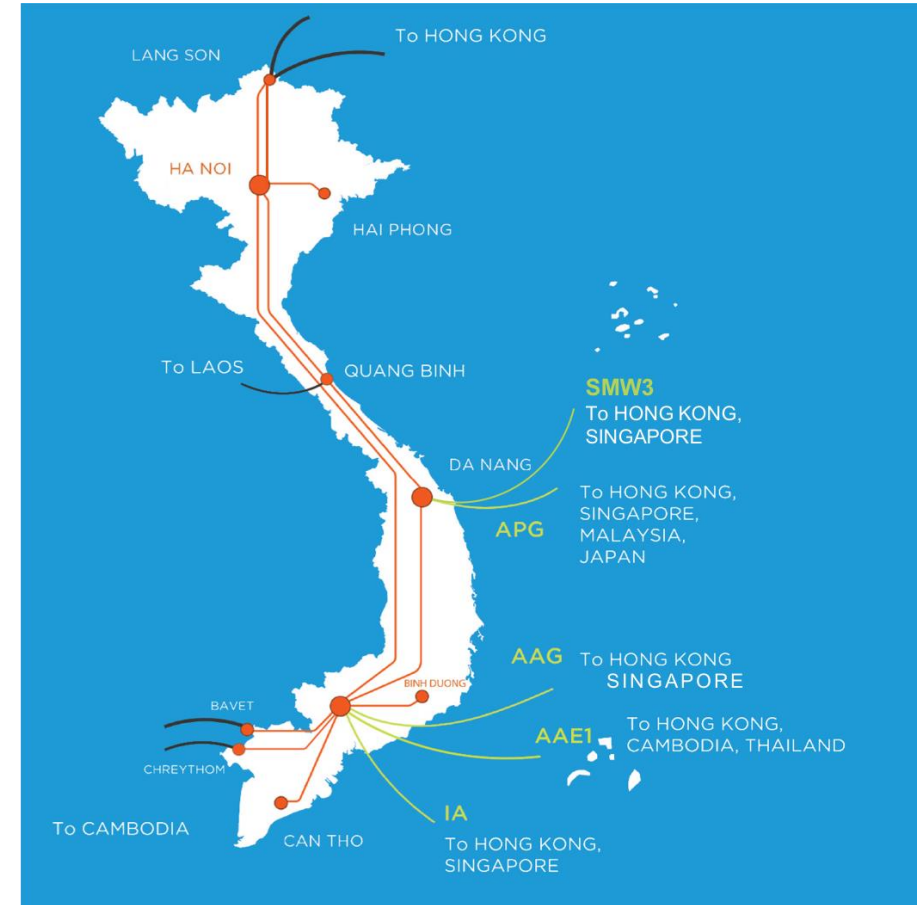 To HONG KONG
LANG SON
HA NOI
HAI PHONG
To LAOS
QUANG BINH
SMW3
To HONG KONG,
SINGAPORE
DA NANG
APG
To HONG KONG,
SINGAPORE,
MALAYSIA,
JAPAN
AAG
To HONG KONG
SINGAPORE
BINH DUONG
BAVET
AAE1
To HONG KONG,
CAMBODIA, THAILAND
CHREYTHOM
IA
To CAMBODIA
CAN THO
To HONG KONG,
SINGAPORE